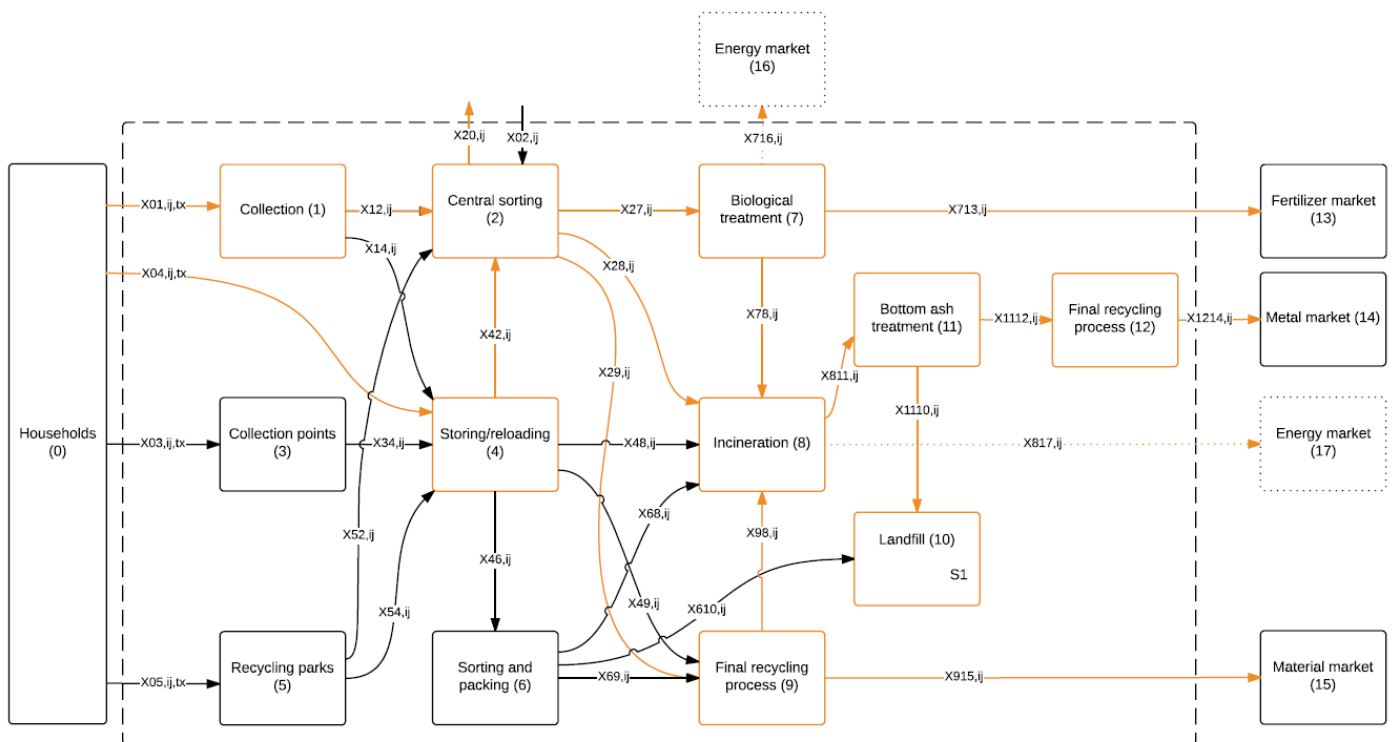 Energy market
(16)
X20,ij
X02,ij
X716,ij
X01,ij,tx
Collection (1)
X12,ij
Central sorting
(2)
X27,ij
Biological
treatment (7)
X713,ij
Fertilizer market
(13)
X14,ij
X04,ij,tx
X28,ij
X78,ij
X42,ij
Bottom ash
treatment (11)
X1112,ij
Final recycling
process (12)
X1214,ij
Metal market (14)
X29,ij
X811,ij
X1110,ij
Households
(0)
X03,ij,tx
Collection points
(3)
X34,ij
Storing/reloading
(4)
X48,ij
Incineration (8)
X817,ij
Energy market
(17)
X52,ij
X68,ij
X98,ij
Landfill (10)
S1
X46,ij
X54,ij
X49,ij
X610,ij
X05,ij,tx
Recycling parks
(5)
Sorting and
packing (6)
X69,ij
Final recycling
process (9)
X915,ij
Material market
(15)